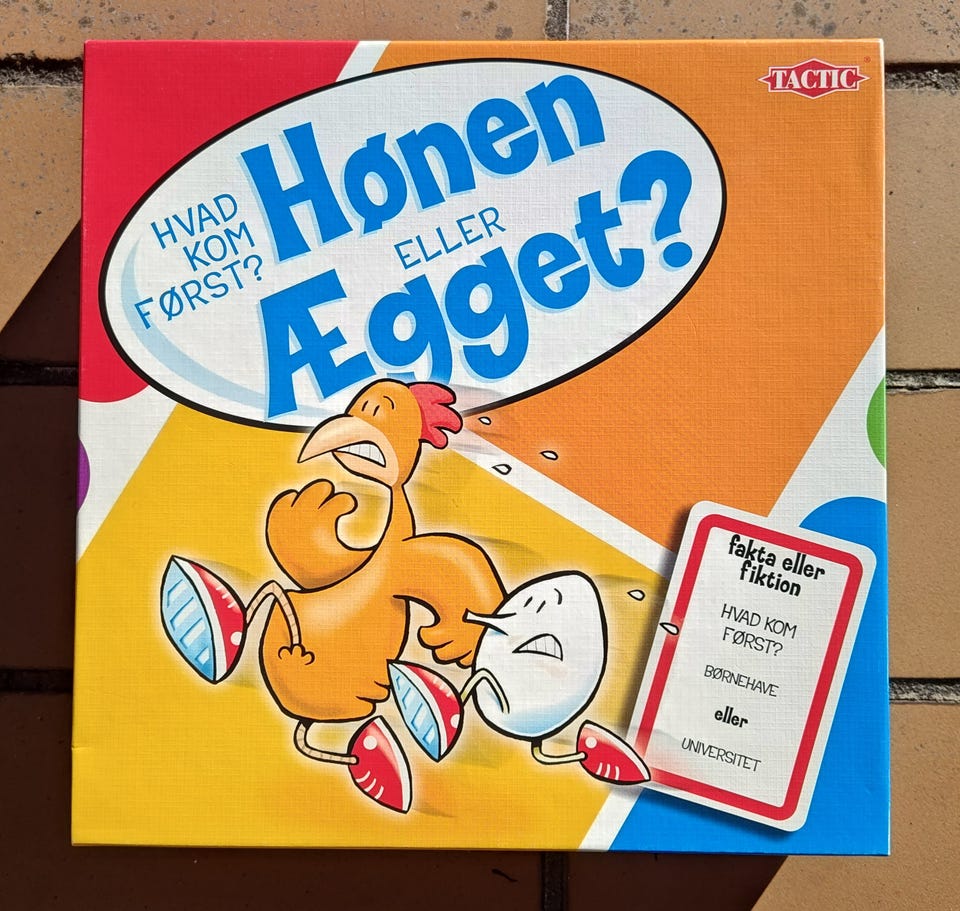 TACTIC
HVAD
KOM
FØRST?
Hønen
ELLER
Ægget?
fakta eller
fiktion
HVAD KOM
FØRST?
BØRNEHAVE
eller
UNIVERSITET